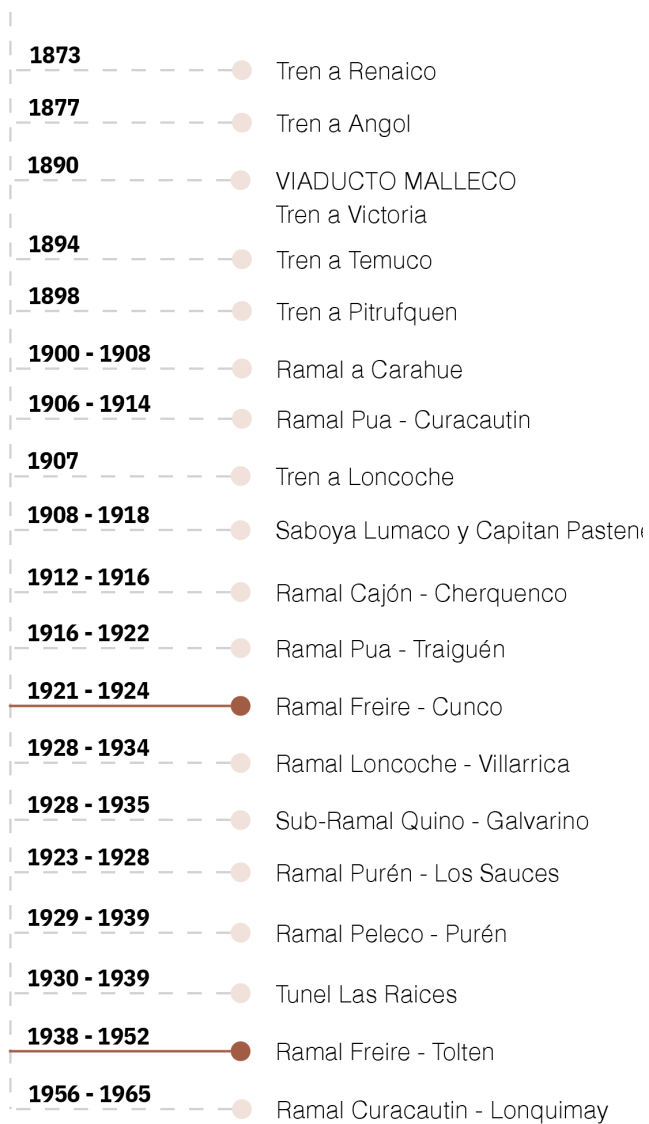 1873
Tren a Renaico
1877
Tren a Angol
1890
VIADUCTO MALLECO
Tren a Victoria
1894
Tren a Temuco
1898
Tren a Pitrufquen
1900 - 1908
Ramal a Carahue
1906 - 1914
Ramal Pua - Curacautin
1907
Tren a Loncoche
1908 - 1918
Saboya Lumaco y Capitan
1912 - 1916
Ramal Cajón - Cherquenco
1916 - 1922
Ramal Pua - Traiguén
1921 - 1924
Ramal Freire - Cunco
1928 - 1934
Ramal Loncoche - Villarrica
1928 - 1935
Sub-Ramal Quino - Galvarino
1923 - 1928
Ramal Purén - Los Sauces
1929 - 1939
Ramal Peleco - Purén
1930 - 1939
Tunel Las Raices
1938 - 1952
Ramal Freire - Tolten
1956 - 1965
Ramal Curacautin - Lonquimay